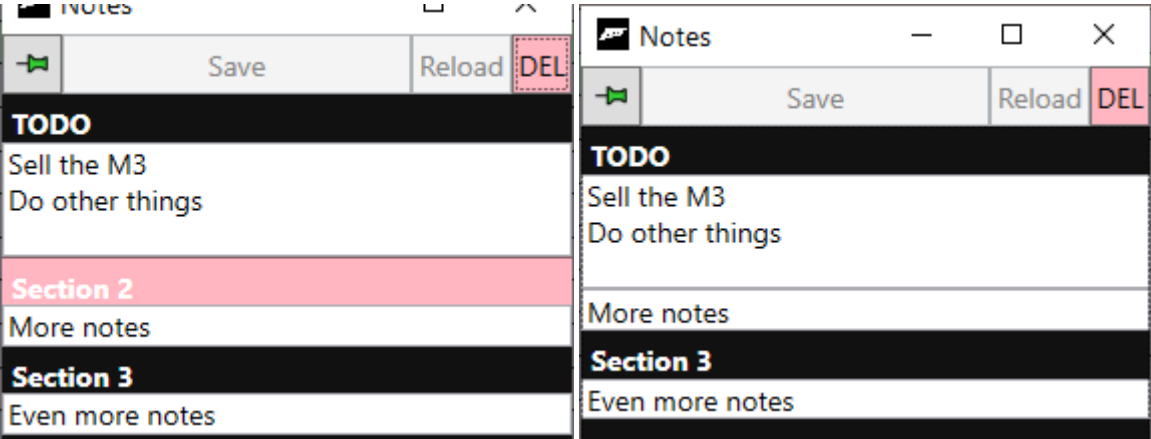 Notes
Save Reload DEL
TODO
Sell the M3
Do other things
Section 2
More notes
Section 3
Even more notes
Notes
Save Reload DEL
TODO
Sell the M3
Do other things
More notes
Section 3
Even more notes